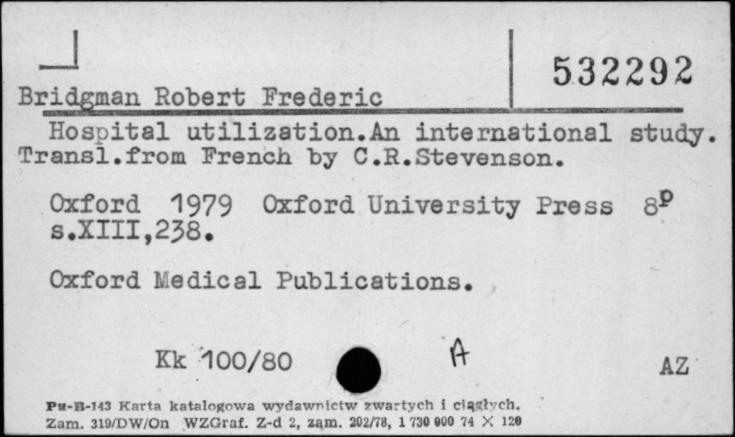 532292
Bridgman Robert Frederic
Hospital utilization.An international study.
Transl.from French by C.R.Stevenson.
Oxford 1979 Oxford University Press 8p
s.XIII,238.
Oxford Medical Publications.
Kk 100/80 A AZ
Pu-B-143 Karta katalogowa wydawnictw zwartych i ciągłych.
Zam. 319/DW/On WZGraf. Z-d 2, zam. 202/78, 1 730 000 74 X 120